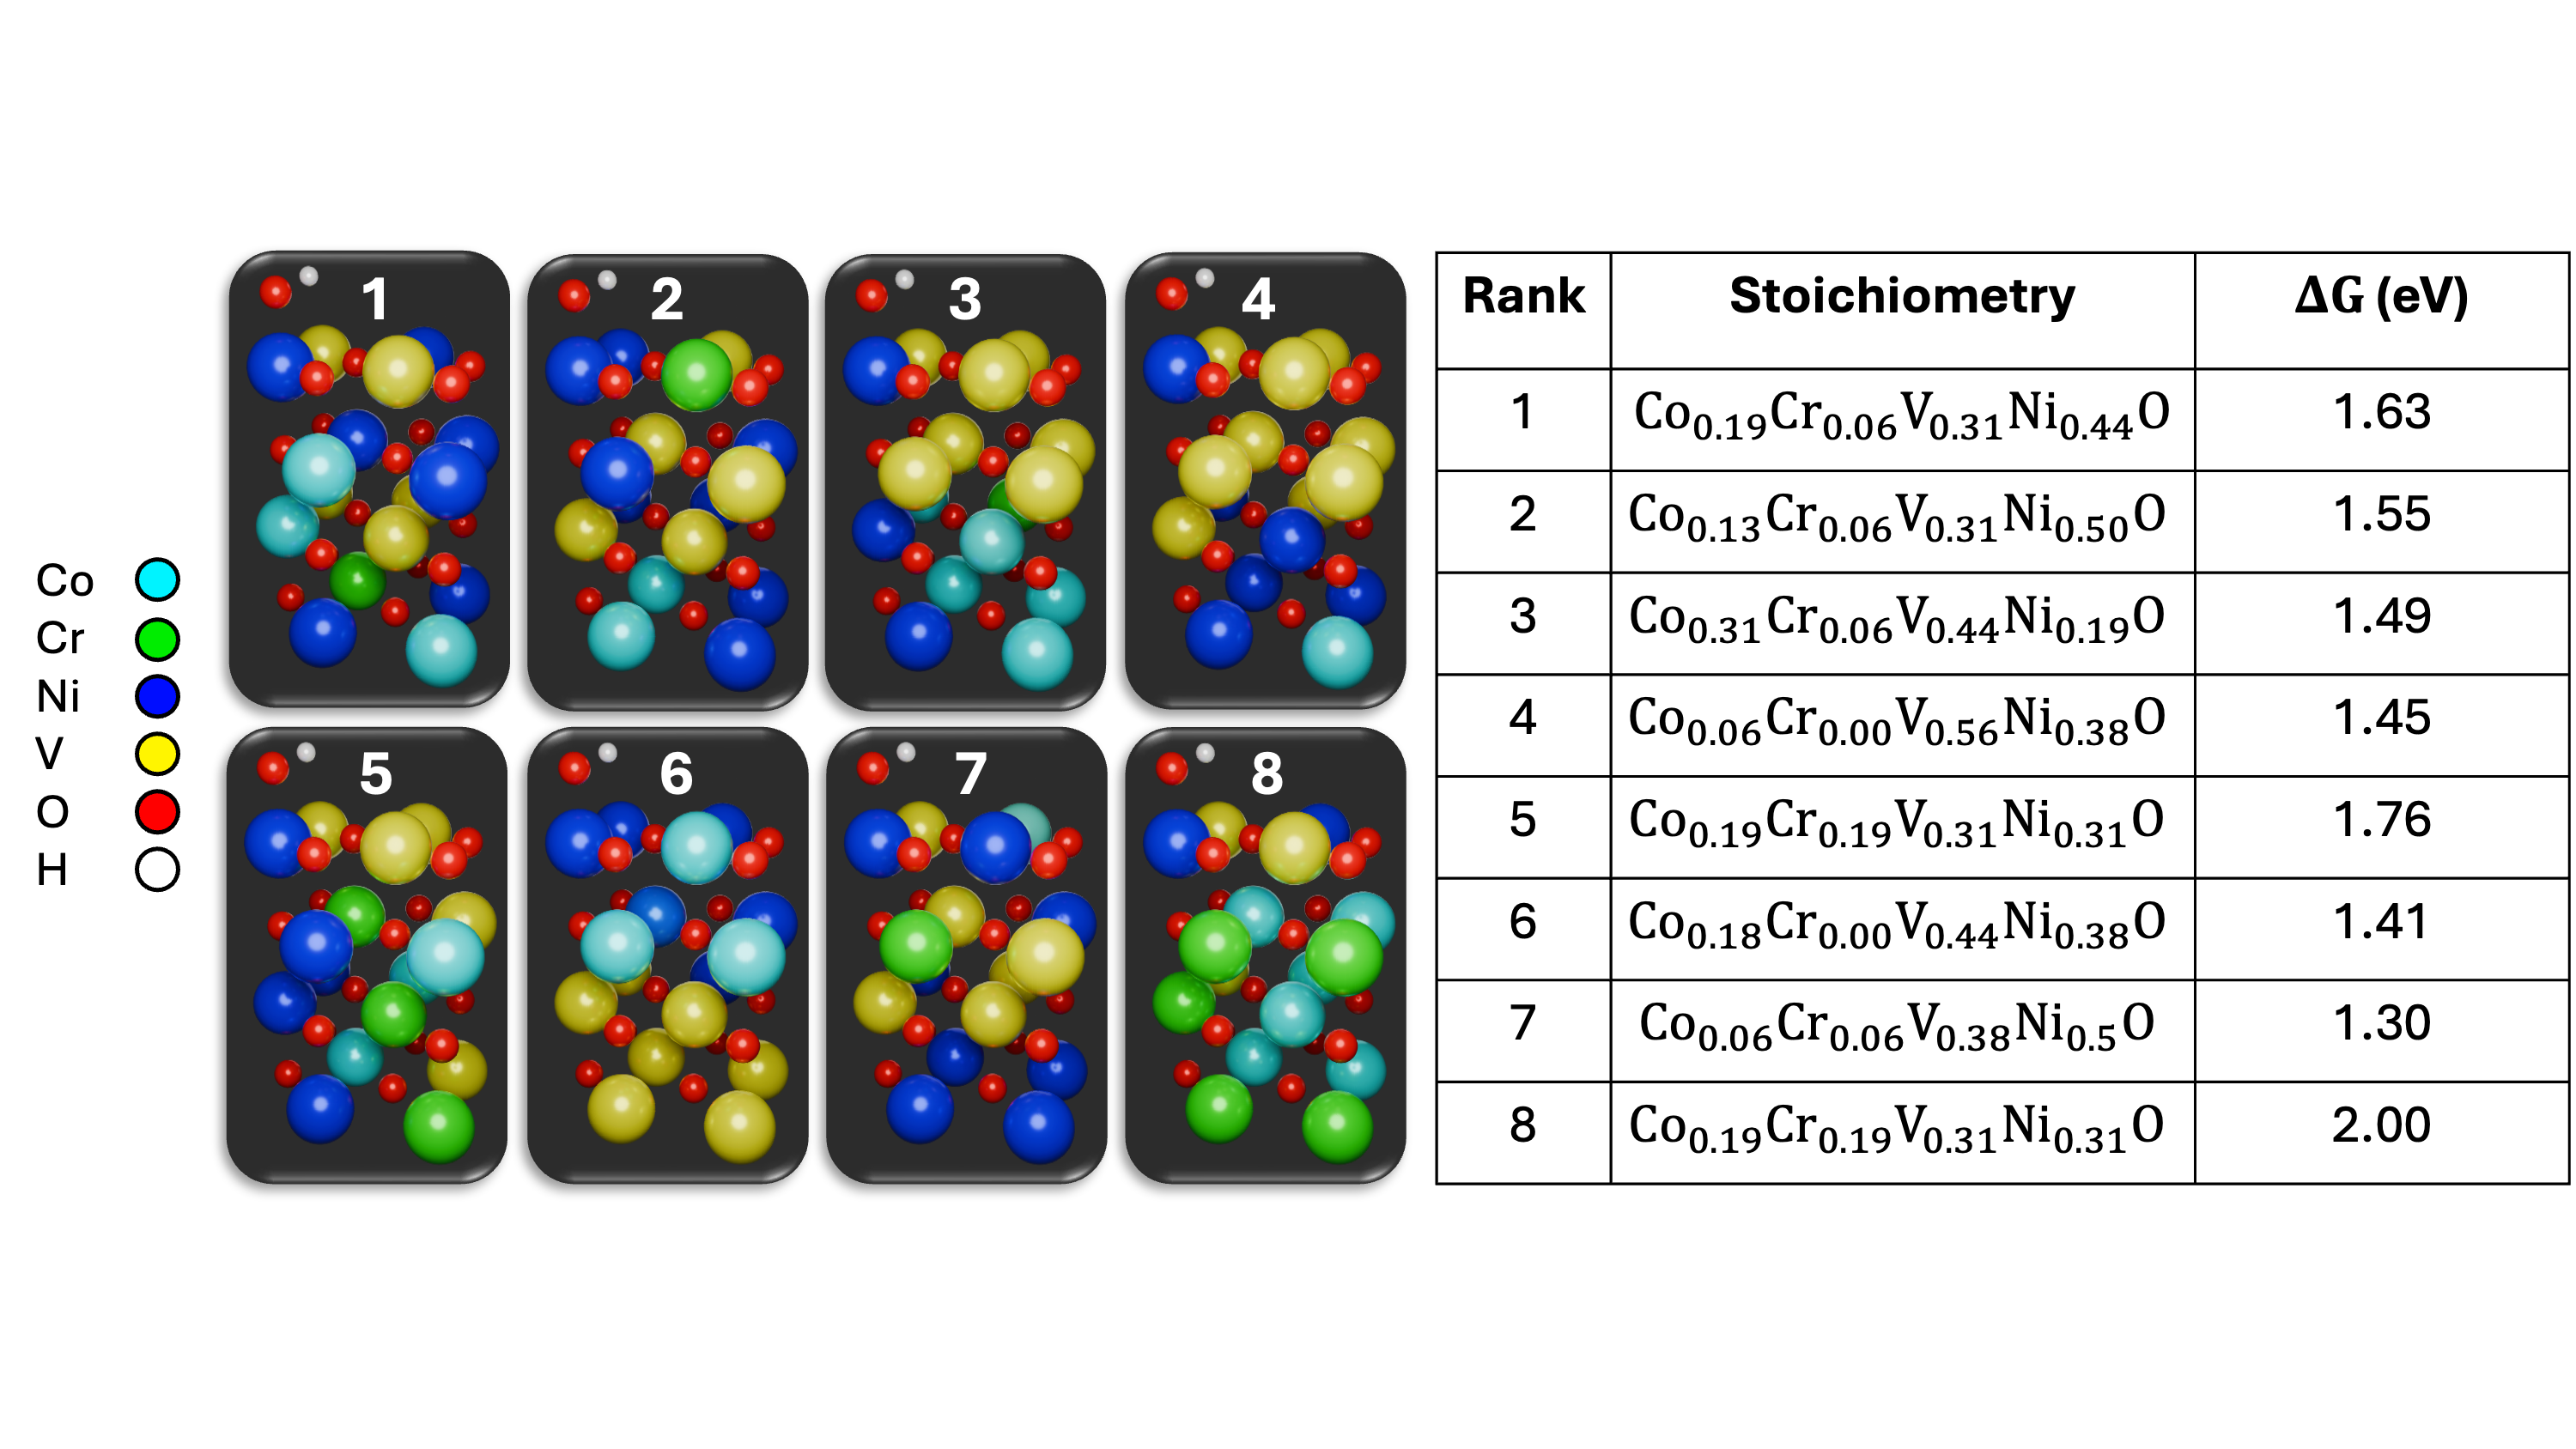 Co
Cr
Ni
V
O
H
1
2
3
4
5
6
7
8
Rank Stoichiometry ΔG (eV)
1 Co₀.₁₉Cr₀.₀₆V₀.₃₁Ni₀.₄₄O 1.63
2 Co₀.₁₃Cr₀.₀₆V₀.₃₁Ni₀.₅₀O 1.55
3 Co₀.₃₁Cr₀.₀₆V₀.₄₄Ni₀.₁₉O 1.49
4 Co₀.₀₆Cr₀.₀₀V₀.₅₆Ni₀.₃₈O 1.45
5 Co₀.₁₉Cr₀.₁₉V₀.₃₁Ni₀.₃₁O 1.76
6 Co₀.₁₈Cr₀.₀₀V₀.₄₄Ni₀.₃₈O 1.41
7 Co₀.₀₆Cr₀.₀₆V₀.₃₈Ni₀.₅O 1.30
8 Co₀.₁₉Cr₀.₁₉V₀.₃₁Ni₀.₃₁O 2.00